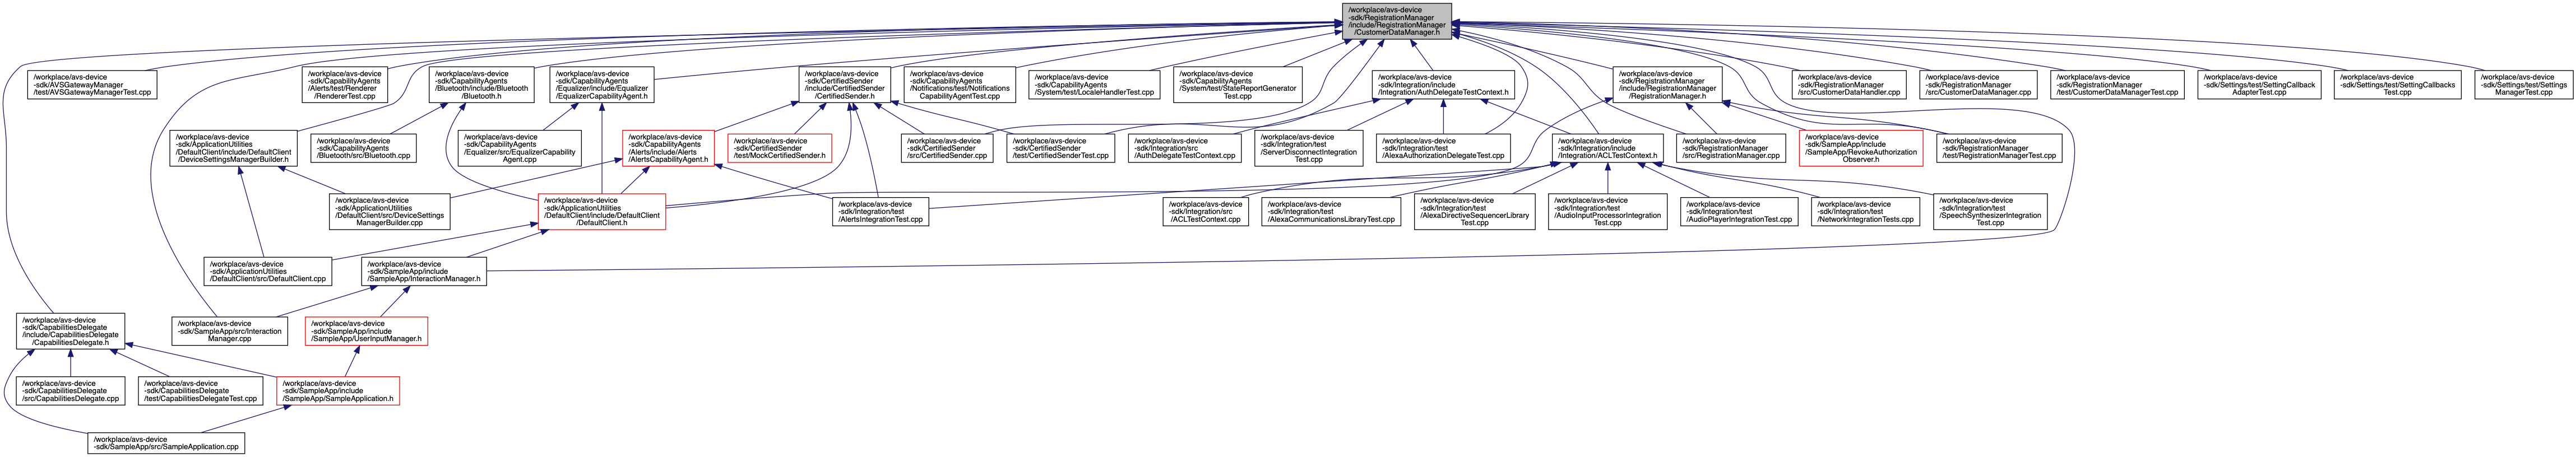 /workplace/avs-device
-sdk/RegistrationManager
/include/RegistrationManager
/CustomerDataManager.h
/workplace/avs-device
-sdk/AVSGatewayManager
/test/AVSGatewayManagerTest.cpp
/workplace/avs-device
-sdk/CapabilityAgents
/Alerts/test/Renderer
/RendererTest.cpp
/workplace/avs-device
-sdk/CapabilityAgents
/Bluetooth/include/Bluetooth
/Bluetooth.h
/workplace/avs-device
-sdk/CapabilityAgents
/Equalizer/include/Equalizer
/EqualizerCapabilityAgent.h
/workplace/avs-device
-sdk/CertifiedSender
/include/CertifiedSender
/CertifiedSender.h
/workplace/avs-device
-sdk/CapabilityAgents
/Notifications/test/Notifications
CapabilityAgentTest.cpp
/workplace/avs-device
-sdk/CapabilityAgents
/System/test/LocaleHandlerTest.cpp
/workplace/avs-device
-sdk/CapabilityAgents
/System/test/StateReportGenerator
Test.cpp
/workplace/avs-device
-sdk/Integration/include
/Integration/AuthDelegateTestContext.h
/workplace/avs-device
-sdk/RegistrationManager
/include/RegistrationManager
/RegistrationManager.h
/workplace/avs-device
-sdk/RegistrationManager
/src/CustomerDataHandler.cpp
/workplace/avs-device
-sdk/RegistrationManager
/src/CustomerDataManager.cpp
/workplace/avs-device
-sdk/RegistrationManager
/test/CustomerDataManagerTest.cpp
/workplace/avs-device
-sdk/Settings/test/SettingCallback
AdapterTest.cpp
/workplace/avs-device
-sdk/Settings/test/SettingCallbacks
Test.cpp
/workplace/avs-device
-sdk/Settings/test/Settings
ManagerTest.cpp
/workplace/avs-device
-sdk/ApplicationUtilities
/DefaultClient/include/DefaultClient
/DeviceSettingsManagerBuilder.h
/workplace/avs-device
-sdk/CapabilityAgents
/Bluetooth/src/Bluetooth.cpp
/workplace/avs-device
-sdk/CapabilityAgents
/Equalizer/src/EqualizerCapability
Agent.cpp
/workplace/avs-device
-sdk/CapabilityAgents
/Alerts/include/Alerts
/AlertsCapabilityAgent.h
/workplace/avs-device
-sdk/CertifiedSender
/test/MockCertifiedSender.h
/workplace/avs-device
-sdk/CertifiedSender
/src/CertifiedSender.cpp
/workplace/avs-device
-sdk/CertifiedSender
/test/CertifiedSenderTest.cpp
/workplace/avs-device
-sdk/Integration/src
/AuthDelegateTestContext.cpp
/workplace/avs-device
-sdk/Integration/test
/ServerDisconnectIntegration
Test.cpp
/workplace/avs-device
-sdk/Integration/test
/AlexaAuthorizationDelegateTest.cpp
/workplace/avs-device
-sdk/Integration/include
/Integration/ACLTestContext.h
/workplace/avs-device
-sdk/RegistrationManager
/src/RegistrationManager.cpp
/workplace/avs-device
-sdk/SampleApp/include
/SampleApp/RevokeAuthorization
Observer.h
/workplace/avs-device
-sdk/RegistrationManager
/test/RegistrationManagerTest.cpp
/workplace/avs-device
-sdk/ApplicationUtilities
/DefaultClient/src/DeviceSettings
ManagerBuilder.cpp
/workplace/avs-device
-sdk/ApplicationUtilities
/DefaultClient/include/DefaultClient
/DefaultClient.h
/workplace/avs-device
-sdk/Integration/test
/AlertsIntegrationTest.cpp
/workplace/avs-device
-sdk/Integration/src
/ACLTestContext.cpp
/workplace/avs-device
-sdk/Integration/test
/AlexaCommunicationsLibraryTest.cpp
/workplace/avs-device
-sdk/Integration/test
/AlexaDirectiveSequencerLibrary
Test.cpp
/workplace/avs-device
-sdk/Integration/test
/AudioInputProcessorIntegration
Test.cpp
/workplace/avs-device
-sdk/Integration/test
/AudioPlayerIntegrationTest.cpp
/workplace/avs-device
-sdk/Integration/test
/NetworkIntegrationTests.cpp
/workplace/avs-device
-sdk/Integration/test
/SpeechSynthesizerIntegration
Test.cpp
/workplace/avs-device
-sdk/ApplicationUtilities
/DefaultClient/src/DefaultClient.cpp
/workplace/avs-device
-sdk/SampleApp/include
/SampleApp/InteractionManager.h
/workplace/avs-device
-sdk/CapabilitiesDelegate
/include/CapabilitiesDelegate
/CapabilitiesDelegate.h
/workplace/avs-device
-sdk/SampleApp/src/Interaction
Manager.cpp
/workplace/avs-device
-sdk/SampleApp/include
/SampleApp/UserInputManager.h
/workplace/avs-device
-sdk/CapabilitiesDelegate
/src/CapabilitiesDelegate.cpp
/workplace/avs-device
-sdk/CapabilitiesDelegate
/test/CapabilitiesDelegateTest.cpp
/workplace/avs-device
-sdk/SampleApp/include
/SampleApp/SampleApplication.h
/workplace/avs-device
-sdk/SampleApp/src/SampleApplication.cpp